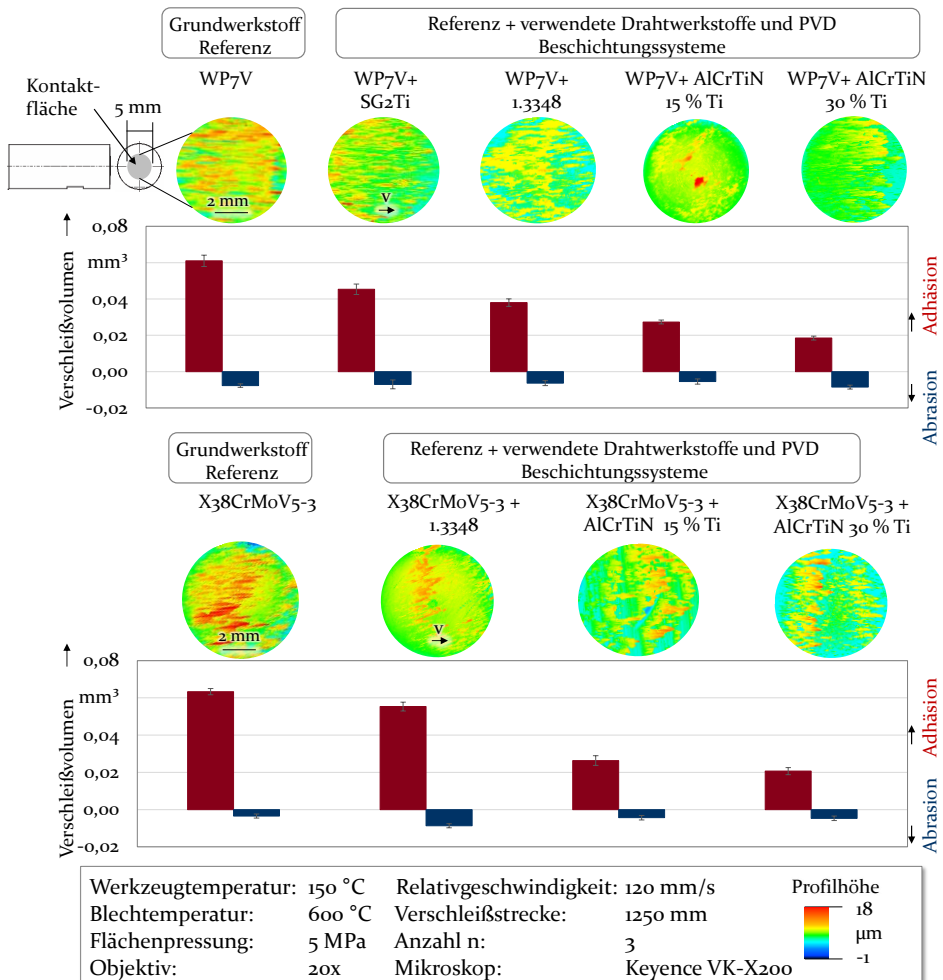 Grundwerkstoff
Referenz
Referenz + verwendete Drahtwerkstoffe und PVD
Beschichtungssysteme
Kontakt-
fläche
5 mm
WP7V
WP7V+
SG2Ti
WP7V+
1.3348
WP7V+ AlCrTiN
15 % Ti
WP7V+ AlCrTiN
30 % Ti
2 mm
v
Verschleißvolumen
0,08
mm³
0,04
0,02
0,00
-0,02
Adhäsion
Abrasion
Grundwerkstoff
Referenz
Referenz + verwendete Drahtwerkstoffe und PVD
Beschichtungssysteme
X38CrMoV5-3
X38CrMoV5-3 +
1.3348
X38CrMoV5-3 +
AlCrTiN 15 % Ti
X38CrMoV5-3 +
AlCrTiN 30 % Ti
2 mm
v
Verschleißvolumen
0,08
mm³
0,04
0,02
0,00
-0,02
Adhäsion
Abrasion
Werkzeugtemperatur: 150 °C Relativgeschwindigkeit: 120 mm/s
Blechtemperatur: 600 °C Verschleißstrecke: 1250 mm
Flächenpressung: 5 MPa Anzahl n: 3
Objektiv: 20x Mikroskop: Keyence VK-X200
Profilhöhe
18
µm
-1